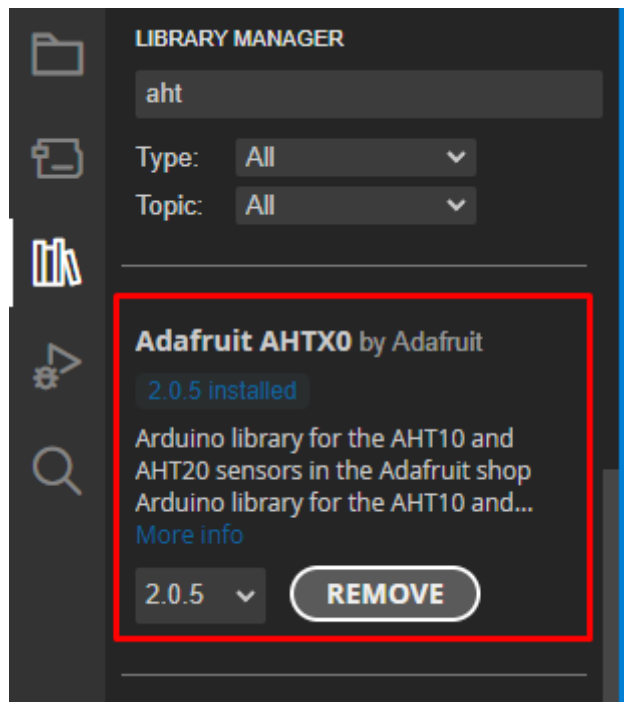 LIBRARY MANAGER
aht
Type: All
Topic: All
Adafruit AHTX0 by Adafruit
2.0.5 installed
Arduino library for the AHT10 and
AHT20 sensors in the Adafruit shop
Arduino library for the AHT10 and...
More info
2.0.5 REMOVE